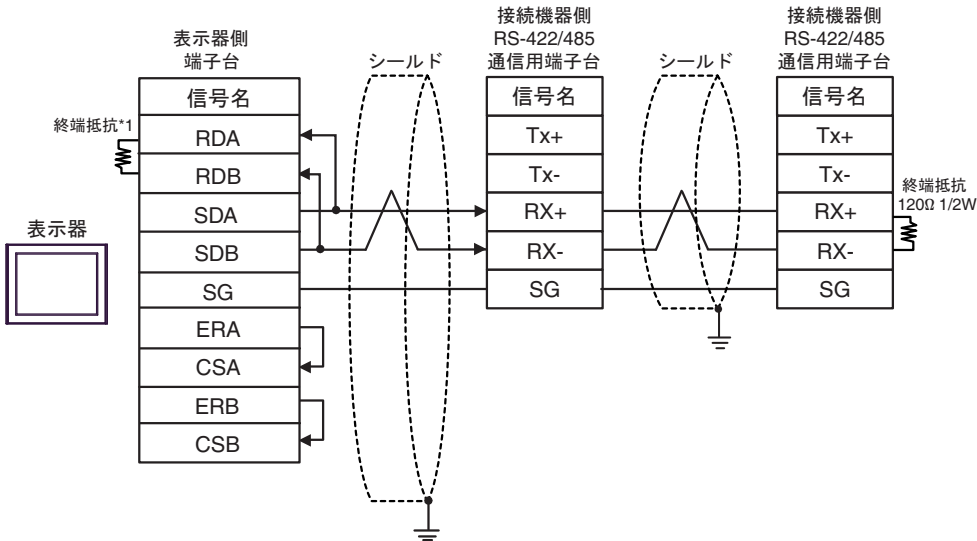 表示器側
端子台
信号名
RDA
RDB
SDA
SDB
SG
ERA
CSA
ERB
CSB
終端抵抗*1
表示器
シールド
接続機器側
RS-422/485
通信用端子台
信号名
Tx+
Tx-
RX+
RX-
SG
シールド
接続機器側
RS-422/485
通信用端子台
信号名
Tx+
Tx-
RX+
RX-
SG
終端抵抗
120Ω 1/2W